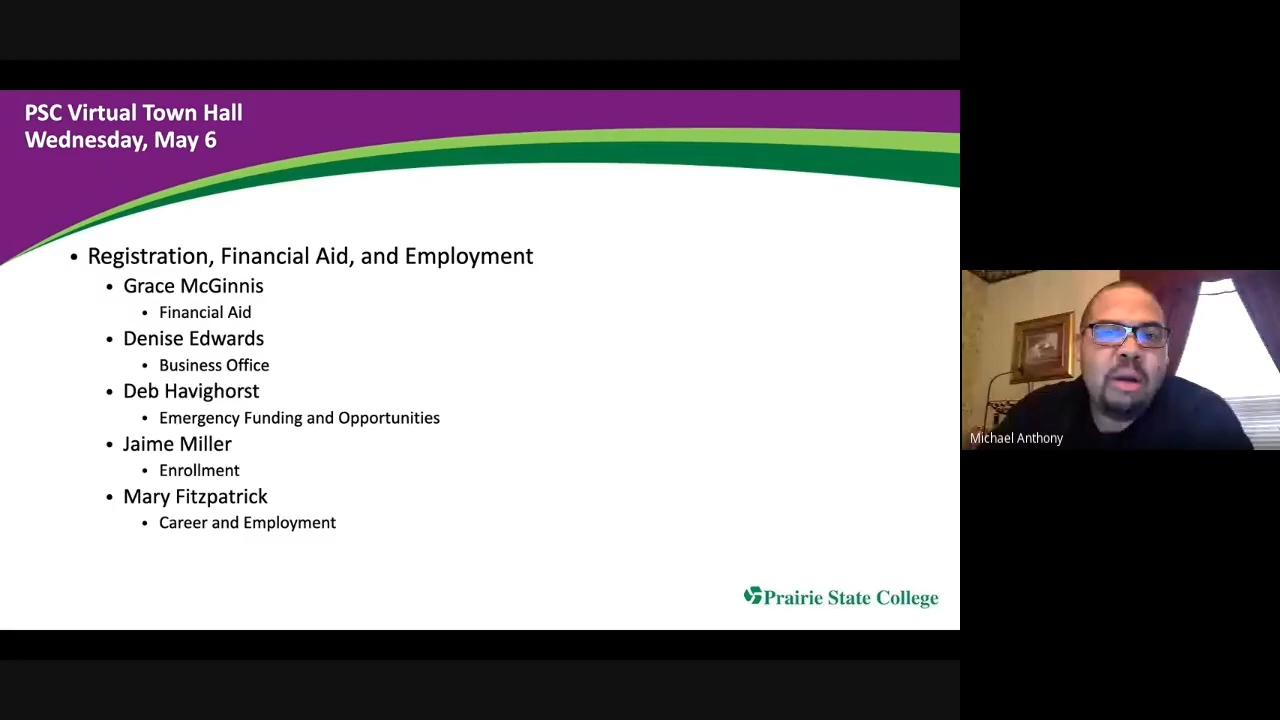 PSC Virtual Town Hall
Wednesday, May 6
• Registration, Financial Aid, and Employment
• Grace McGinnis
• Financial Aid
• Denise Edwards
• Business Office
• Deb Havighorst
• Emergency Funding and Opportunities
• Jaime Miller
• Enrollment
• Mary Fitzpatrick
• Career and Employment
Prairie State College
Michael Anthony